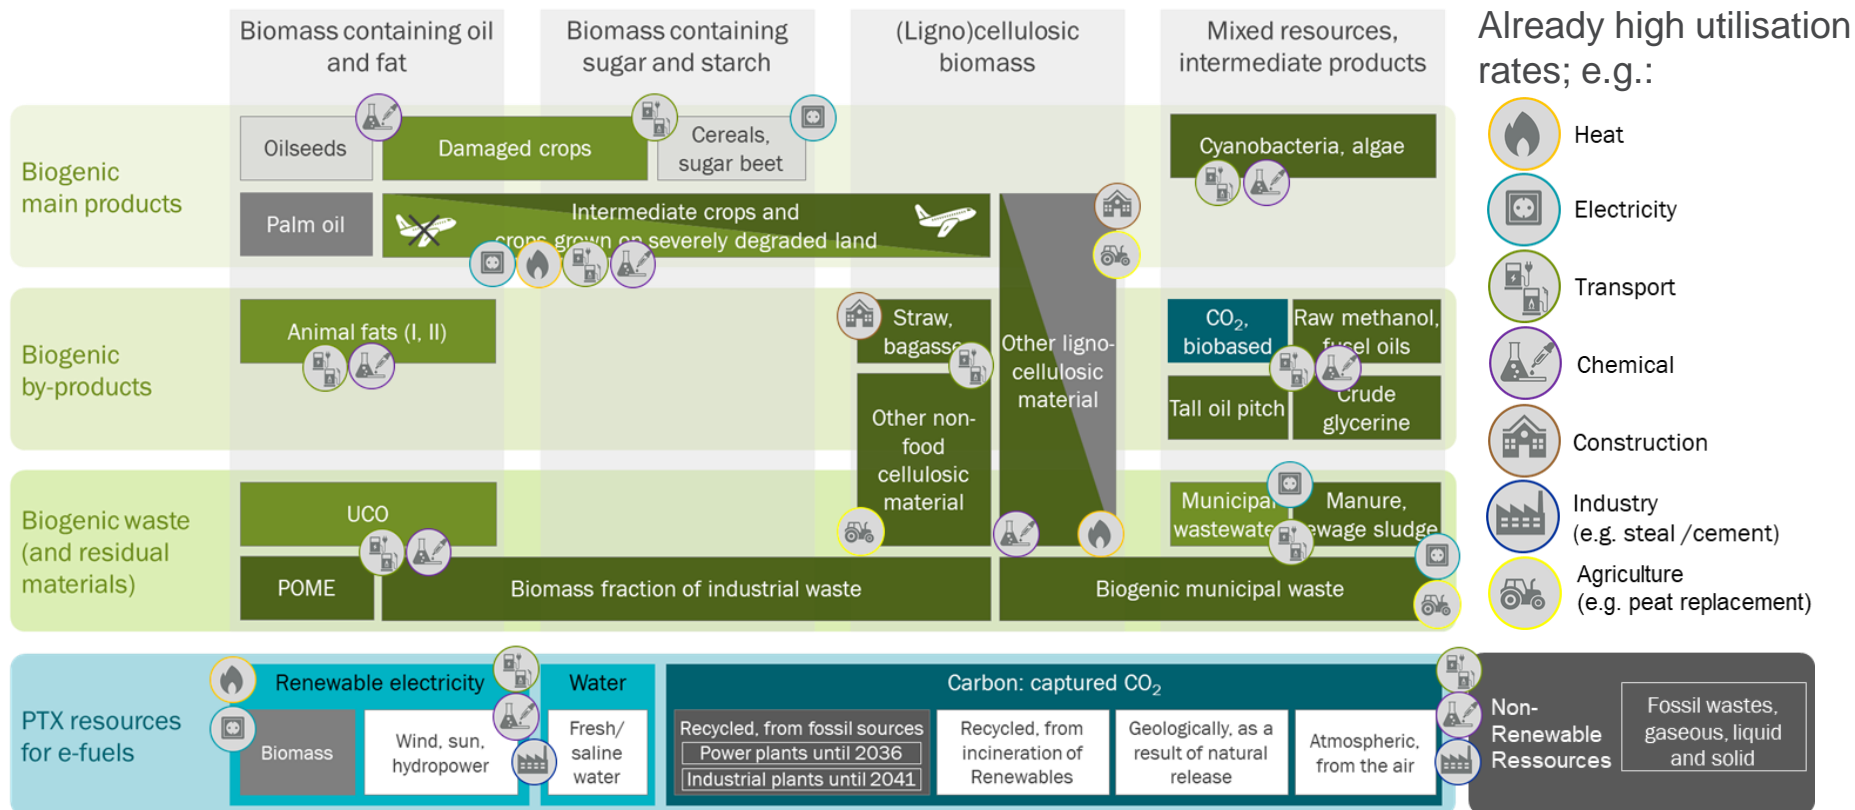 Biomass containing oil
and fat
Biomass containing
sugar and starch
(Ligno)cellulosic
biomass
Mixed resources,
intermediate products
Already high utilisation
rates; e.g.:
Heat
Electricity
Transport
Chemical
Construction
Industry
(e.g. steal /cement)
Agriculture
(e.g. peat replacement)
Biogenic
main products
Oilseeds
Damaged crops
Cereals,
sugar beet
Cyanobacteria, algae
Palm oil
Intermediate crops and
crops grown on severely degraded land
Biogenic
by-products
Animal fats (I, II)
Straw,
bagasse
Other non-
food
cellulosic
material
Other ligno-
cellulosic
material
CO₂,
biobased
Raw methanol,
fusel oils
Tall oil pitch
Crude
glycerine
Biogenic waste
(and residual
materials)
UCO
Municipal
wastewater
Manure,
sewage sludge
POME
Biomass fraction of industrial waste
Biogenic municipal waste
PTX resources
for e-fuels
Renewable electricity
Biomass
Wind, sun,
hydropower
Water
Fresh/
saline
water
Carbon: captured CO₂
Recycled, from fossil sources
Power plants until 2036
Industrial plants until 2041
Recycled, from
incineration of
Renewables
Geologically, as a
result of natural
release
Atmospheric,
from the air
Non-
Renewable
Ressources
Fossil wastes,
gaseous, liquid
and solid